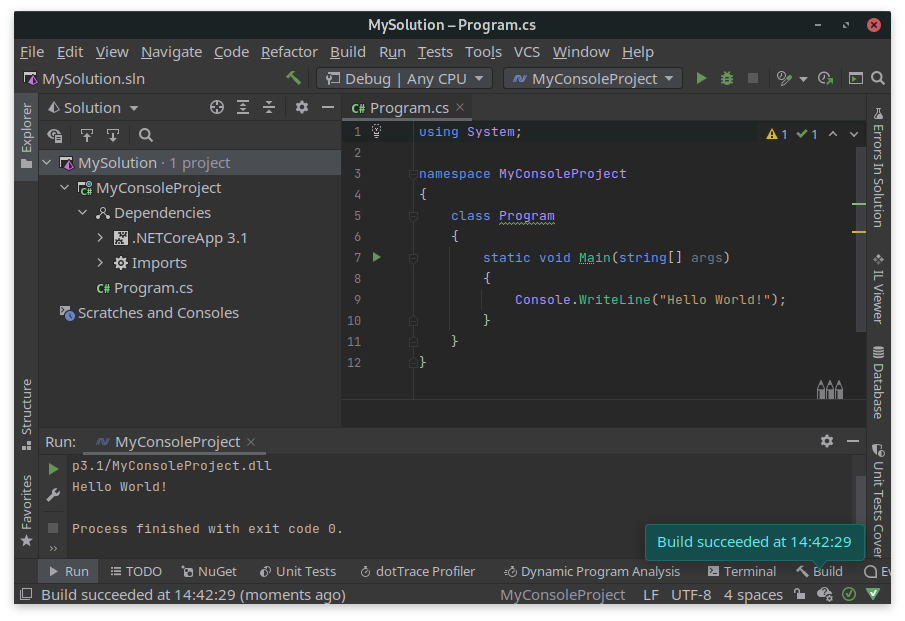 MySolution – Program.cs
File Edit View Navigate Code Refactor Build Run Tests Tools VCS Window Help
MySolution.sln Debug | Any CPU MyConsoleProject
Explorer
Solution
C# Program.cs
MySolution · 1 project
MyConsoleProject
Dependencies
.NETCoreApp 3.1
Imports
C# Program.cs
Scratches and Consoles
1 using System;
2
3 namespace MyConsoleProject
4 {
5 class Program
6 {
7 static void Main(string[] args)
8 {
9 Console.WriteLine("Hello World!");
10 }
11 }
12 }
1 1
Errors In Solution
IL Viewer
Database
Unit Tests Cover
Structure
Favorites
Run: MyConsoleProject
p3.1/MyConsoleProject.dll
Hello World!
Process finished with exit code 0.
Build succeeded at 14:42:29
Run TODO NuGet Unit Tests dotTrace Profiler Dynamic Program Analysis Terminal Build Ev
Build succeeded at 14:42:29 (moments ago) MyConsoleProject LF UTF-8 4 spaces